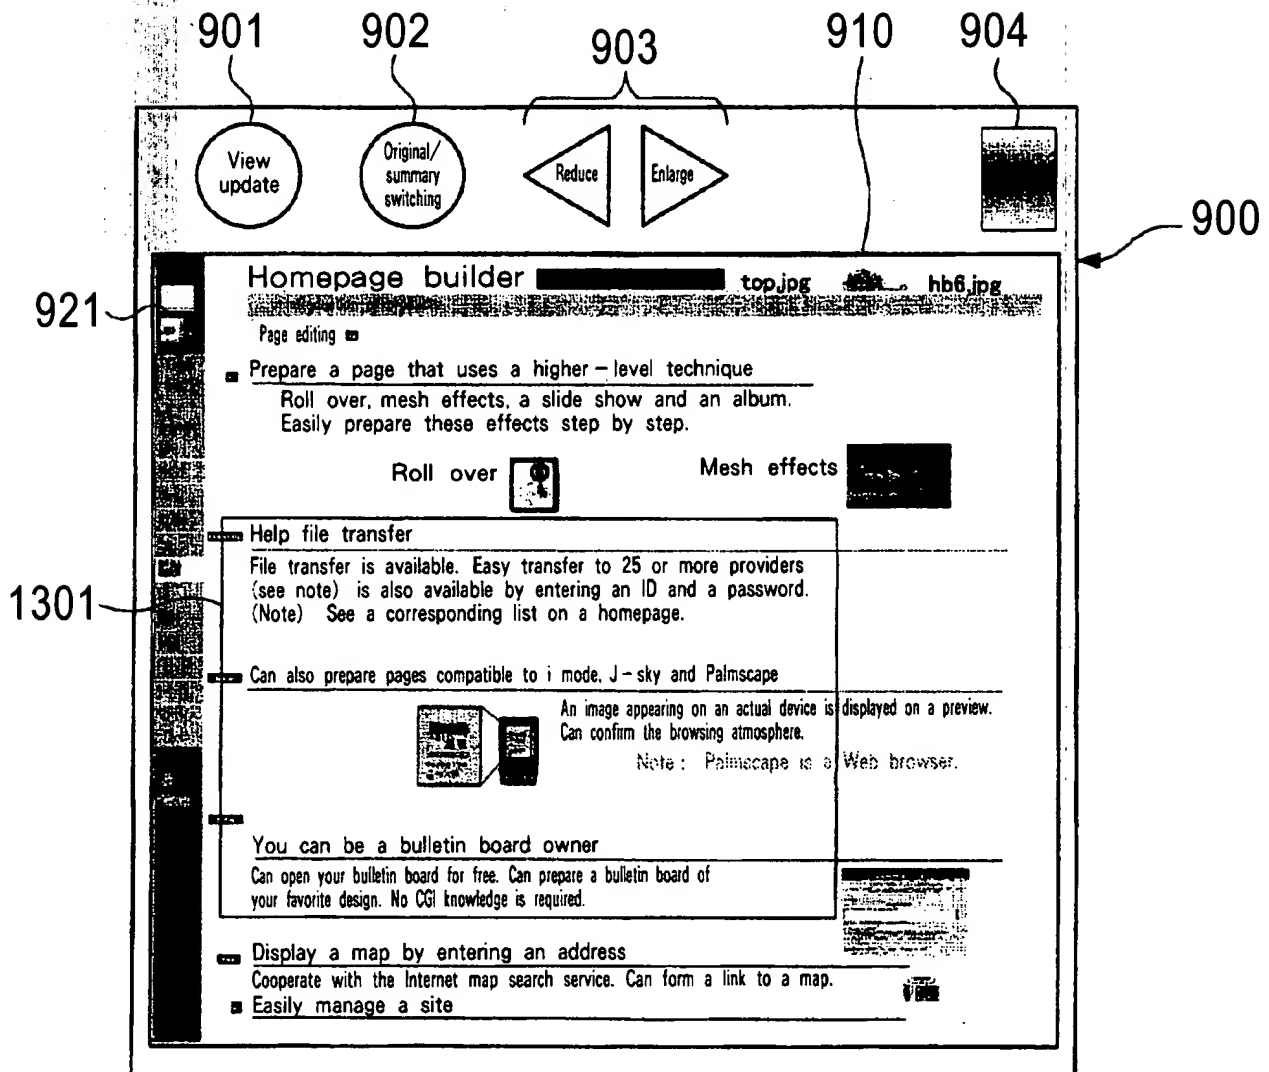 901 902 903 910 904
View update
Original/ summary switching
Reduce
Enlarge
900
Homepage builder top.jpg hb6.jpg
921
Page editing
Prepare a page that uses a higher-level technique
Roll over, mesh effects, a slide show and an album.
Easily prepare these effects step by step.
Roll over
Mesh effects
Help file transfer
File transfer is available. Easy transfer to 25 or more providers
(see note) is also available by entering an ID and a password.
(Note) See a corresponding list on a homepage.
1301
Can also prepare pages compatible to i mode, J-sky and Palmscape
An image appearing on an actual device is displayed on a preview.
Can confirm the browsing atmosphere.
Note: Palmscape is a Web browser.
You can be a bulletin board owner
Can open your bulletin board for free. Can prepare a bulletin board of
your favorite design. No CGI knowledge is required.
Display a map by entering an address
Cooperate with the Internet map search service. Can form a link to a map.
Easily manage a site